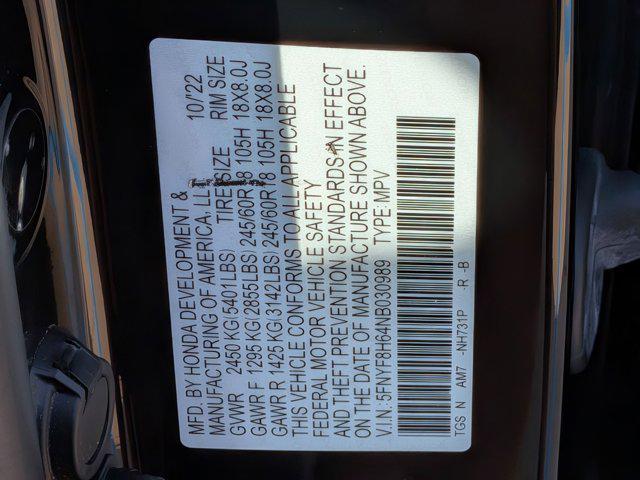 MFD. BY HONDA DEVELOPMENT & 10/'22
MANUFACTURING OF AMERICA, LLC
GVWR 2450 KG(5401LBS) TIRE SIZE RIM SIZE
GAWR F 1295 KG(2855LBS)245/60R18 105H 18X8.0J
GAWR R 1425 KG(3142LBS)245/60R18 105H 18X8.0J
THIS VEHICLE CONFORMS TO ALL APPLICABLE
FEDERAL MOTOR VEHICLE SAFETY
AND THEFT PREVENTION STANDARDS IN EFFECT
ON THE DATE OF MANUFACTURE SHOWN ABOVE.
V.I.N.: 5FNYF8H64NB030989 TYPE: MPV
TGS N AM7 -NH731P -R -B